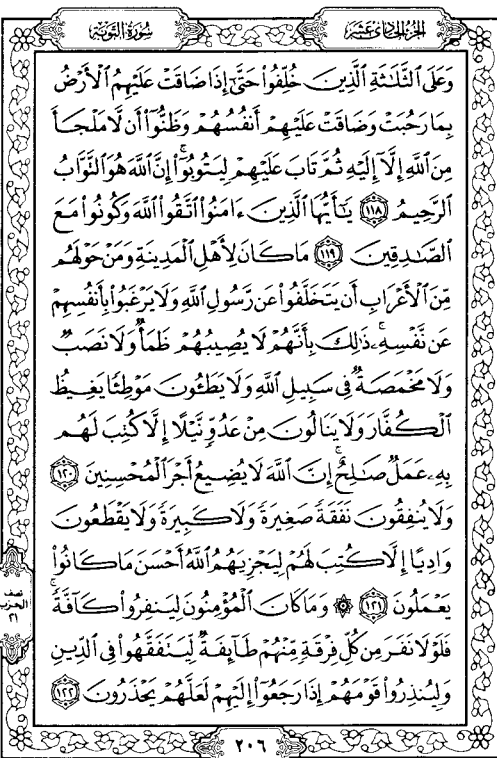 سُورَةُ التَّوْبَةِ
الجُزْءُ الحَادِي عَشَرَ
وَعَلَى ٱلثَّلَٰثَةِ ٱلَّذِينَ خُلِّفُوا۟ حَتَّىٰٓ إِذَا ضَاقَتْ عَلَيْهِمُ ٱلْأَرْضُ
بِمَا رَحُبَتْ وَضَاقَتْ عَلَيْهِمْ أَنفُسُهُمْ وَظَنُّوٓا۟ أَن لَّا مَلْجَأَ
مِنَ ٱللَّهِ إِلَّآ إِلَيْهِ ثُمَّ تَابَ عَلَيْهِمْ لِيَتُوبُوٓا۟ۚ إِنَّ ٱللَّهَ هُوَ ٱلتَّوَّابُ
ٱلرَّحِيمُ ١١٨ يَٰٓأَيُّهَا ٱلَّذِينَ ءَامَنُوا۟ ٱتَّقُوا۟ ٱللَّهَ وَكُونُوا۟ مَعَ
ٱلصَّٰدِقِينَ ١١٩ مَا كَانَ لِأَهْلِ ٱلْمَدِينَةِ وَمَنْ حَوْلَهُم
مِّنَ ٱلْأَعْرَابِ أَن يَتَخَلَّفُوا۟ عَن رَّسُولِ ٱللَّهِ وَلَا يَرْغَبُوا۟ بِأَنفُسِهِمْ
عَن نَّفْسِهِۦۚ ذَٰلِكَ بِأَنَّهُمْ لَا يُصِيبُهُمْ ظَمَأٌ وَلَا نَصَبٌ
وَلَا مَخْمَصَةٌ فِى سَبِيلِ ٱللَّهِ وَلَا يَطَـُٔونَ مَوْطِئًا يَغِيظُ
ٱلْكُفَّارَ وَلَا يَنَالُونَ مِنْ عَدُوٍّ نَّيْلًا إِلَّا كُتِبَ لَهُم
بِهِۦ عَمَلٌ صَٰلِحٌۚ إِنَّ ٱللَّهَ لَا يُضِيعُ أَجْرَ ٱلْمُحْسِنِينَ ١٢٠
وَلَا يُنفِقُونَ نَفَقَةً صَغِيرَةً وَلَا كَبِيرَةً وَلَا يَقْطَعُونَ
وَادِيًا إِلَّا كُتِبَ لَهُمْ لِيَجْزِيَهُمُ ٱللَّهُ أَحْسَنَ مَا كَانُوا۟
يَعْمَلُونَ ١٢١ ۞ وَمَا كَانَ ٱلْمُؤْمِنُونَ لِيَنفِرُوا۟ كَآفَّةًۚ
فَلَوْلَا نَفَرَ مِن كُلِّ فِرْقَةٍ مِّنْهُمْ طَآئِفَةٌ لِّيَتَفَقَّهُوا۟ فِى ٱلدِّينِ
وَلِيُنذِرُوا۟ قَوْمَهُمْ إِذَا رَجَعُوٓا۟ إِلَيْهِمْ لَعَلَّهُمْ يَحْذَرُونَ ١٢٢
نصف
الحزب
٢١
٢٠٦